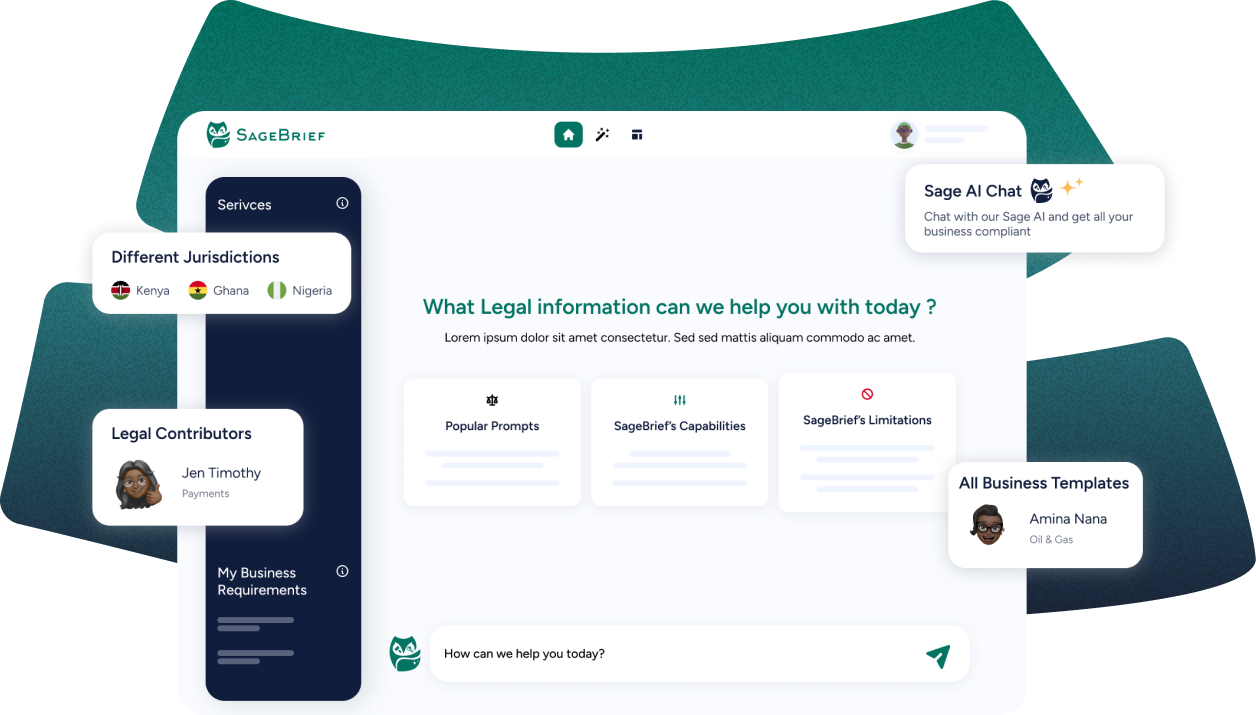 SAGEBRIEF
Sage AI Chat
Chat with our Sage AI and get all your
business compliant
Serivces
Different Jurisdictions
Kenya Ghana Nigeria
What Legal information can we help you with today ?
Lorem ipsum dolor sit amet consectetur. Sed sed mattis aliquam commodo ac amet.
Popular Prompts
SageBrief's Capabilities
SageBrief's Limitations
Legal Contributors
Jen Timothy
Payments
All Business Templates
Amina Nana
Oil & Gas
My Business
Requirements
How can we help you today?